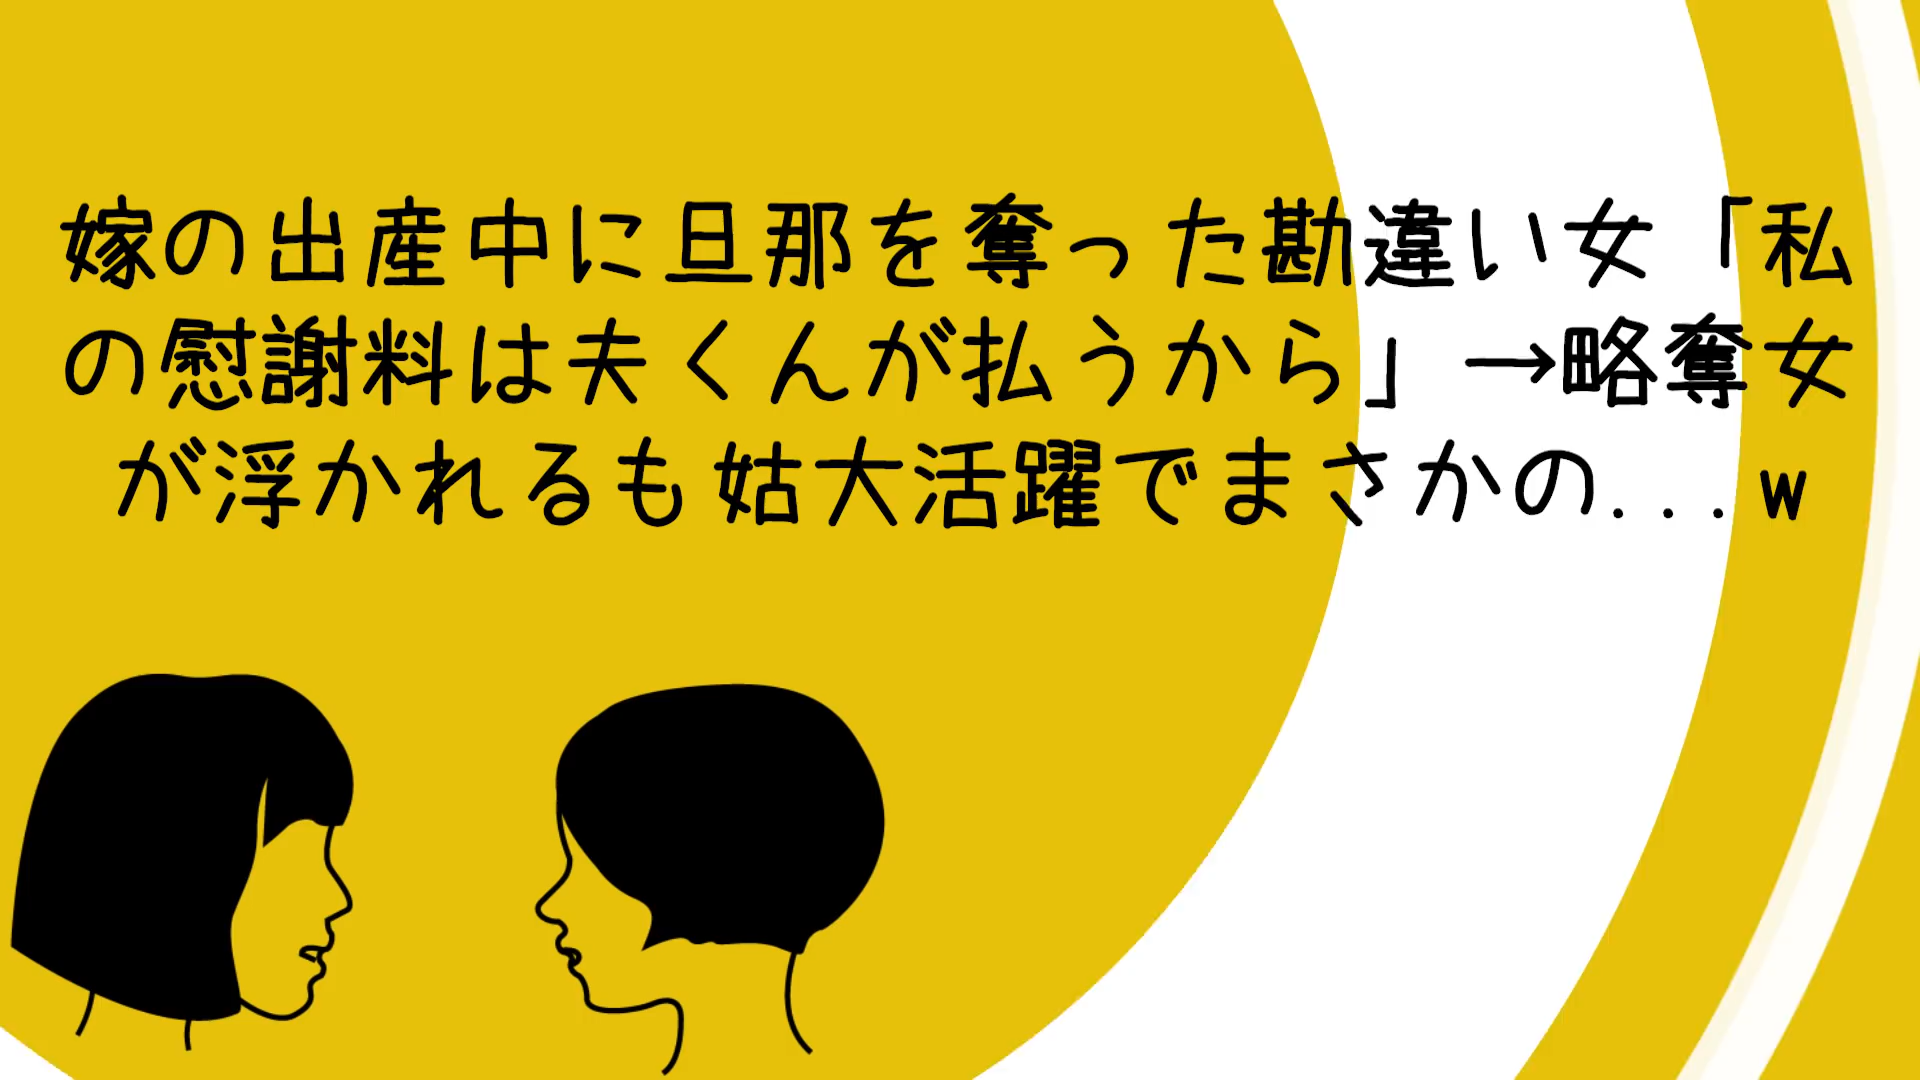 嫁の出産中に旦那を奪った勘違い女「私
の慰謝料は夫くんが払うから」→略奪女
が浮かれるも姑大活躍でまさかの...w